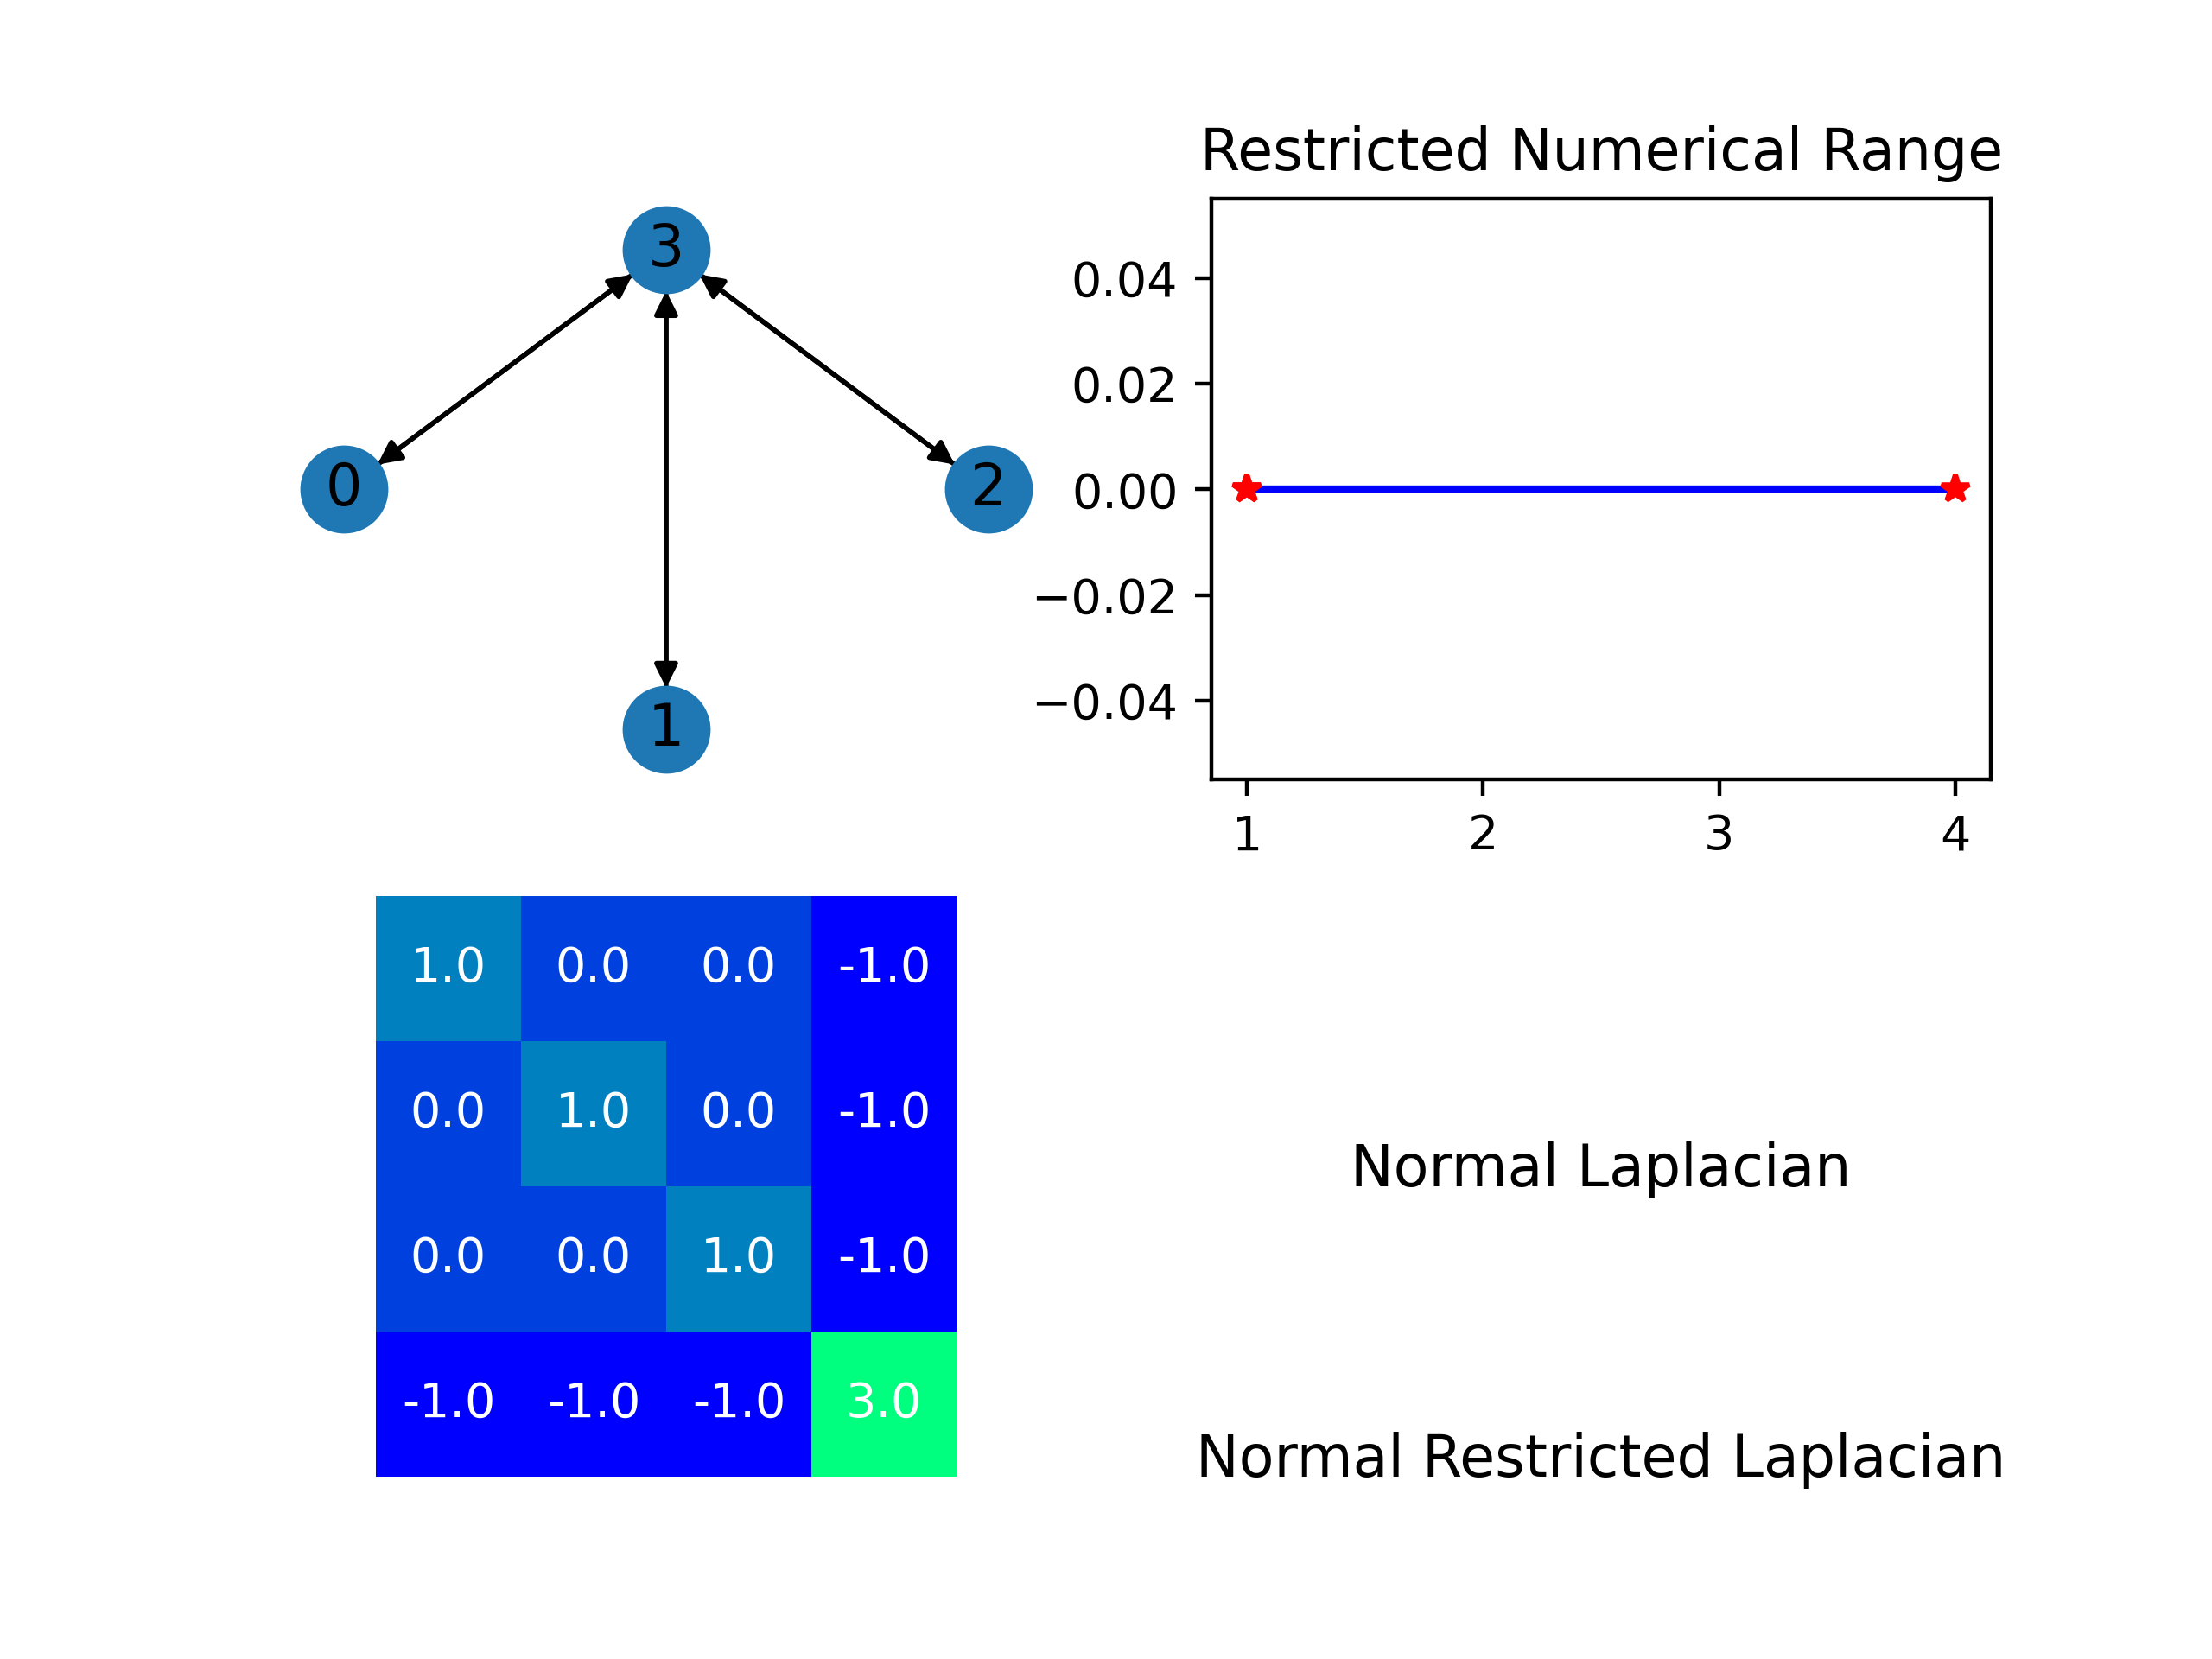 3
0
2
1
Restricted Numerical Range
0.04
0.02
0.00
−0.02
−0.04
1 2 3 4
1.0 0.0 0.0 -1.0
0.0 1.0 0.0 -1.0
0.0 0.0 1.0 -1.0
-1.0 -1.0 -1.0 3.0
Normal Laplacian
Normal Restricted Laplacian